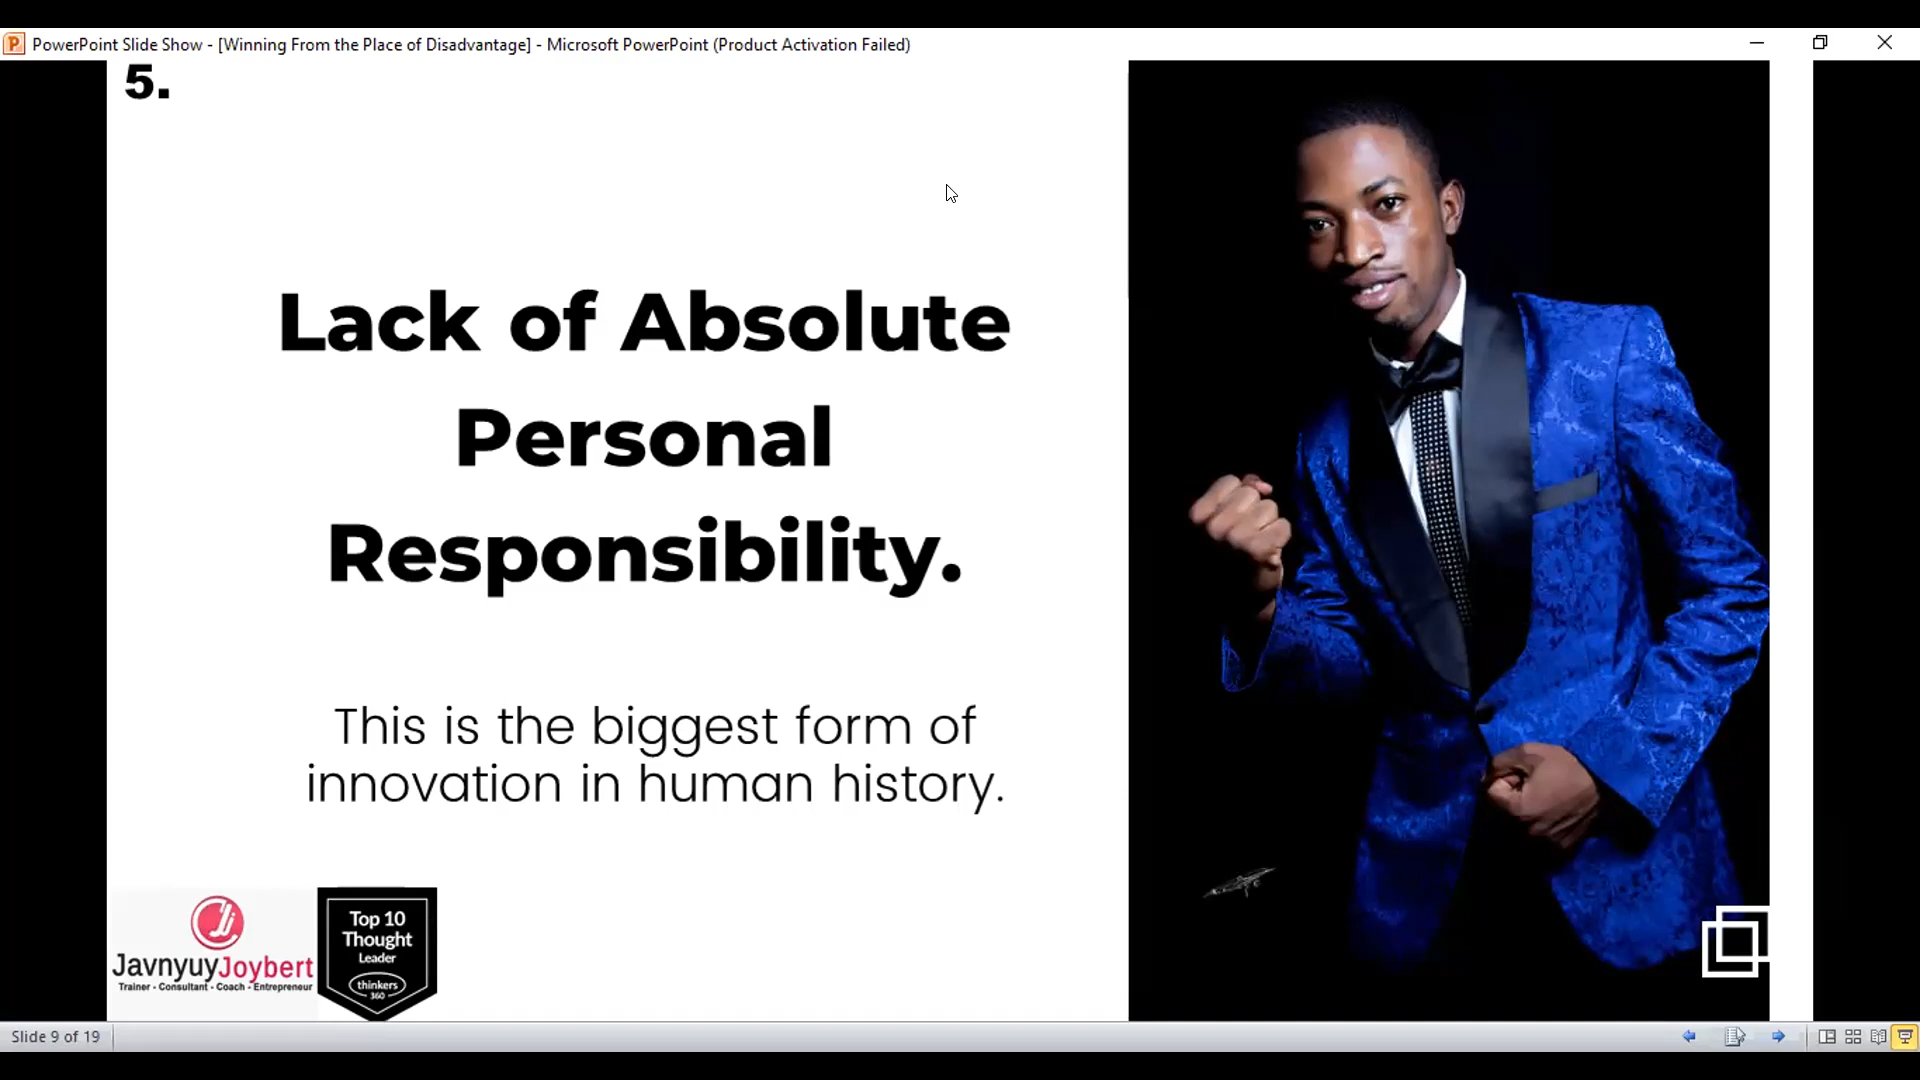 PowerPoint Slide Show - [Winning From the Place of Disadvantage] - Microsoft PowerPoint (Product Activation Failed)
5.
Lack of Absolute
Personal
Responsibility.
This is the biggest form of
innovation in human history.
JavnyuyJoybert
Trainer - Consultant - Coach - Entrepreneur
Top 10
Thought
Leader
thinkers
360
Slide 9 of 19